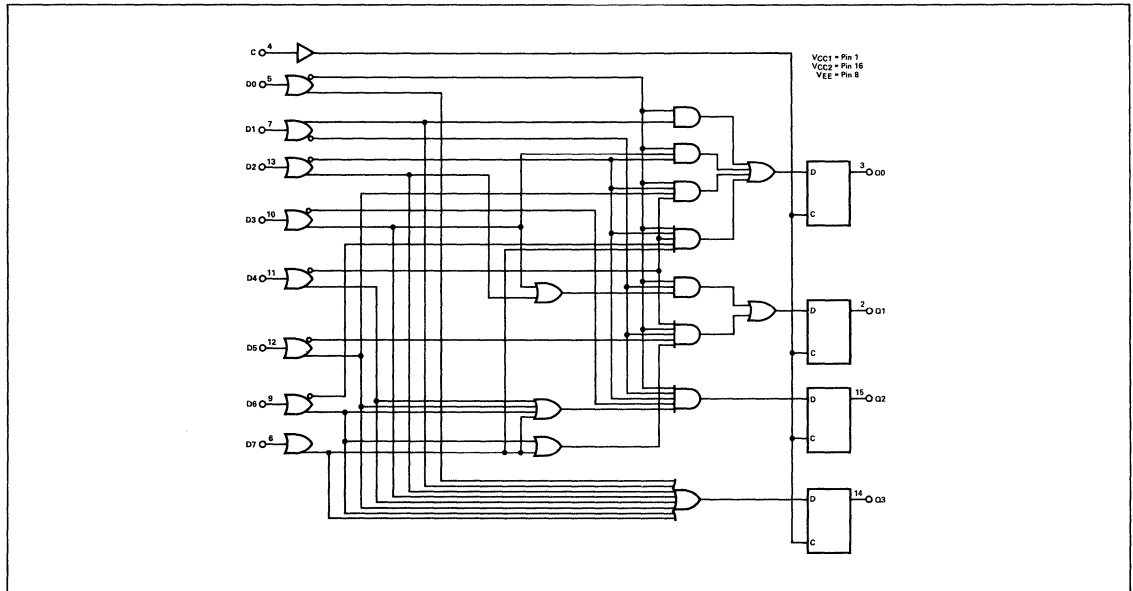 C 4
VCC1 = Pin 1
VCC2 = Pin 16
VEE = Pin 8
D0 5
D1 7
D2 13
D3 10
D4 11
D5 12
D6 9
D7 6
D
C
3 Q0
D
C
2 Q1
D
C
15 Q2
D
C
14 Q3